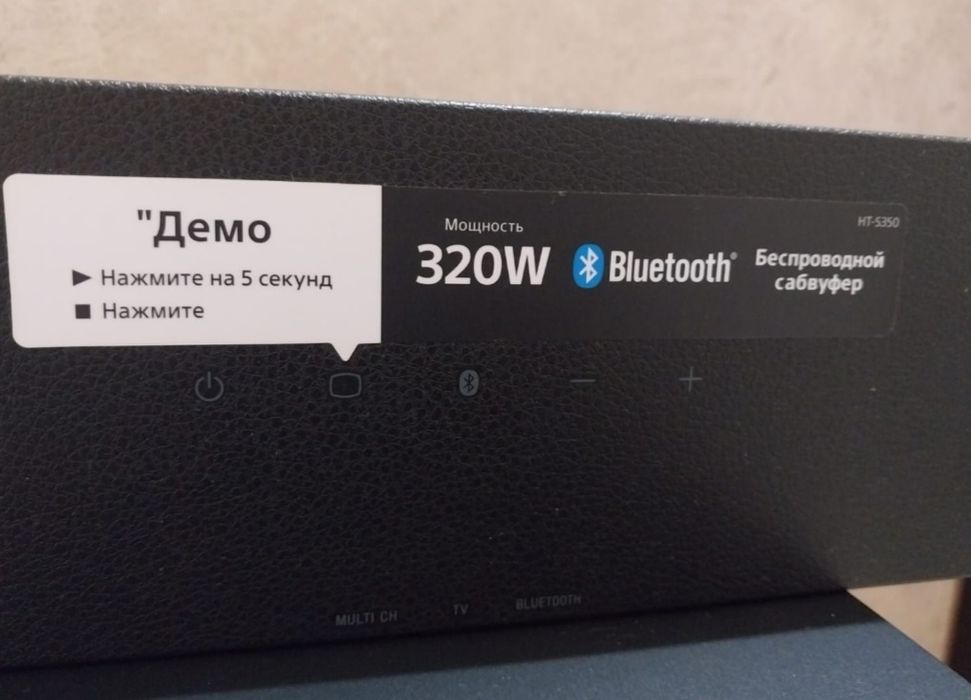 "Демо
▶ Нажмите на 5 секунд
■ Нажмите
Мощность
320W
Bluetooth®
HT-S350
Беспроводной
сабвуфер
MULTI CH TV BLUETOOTH